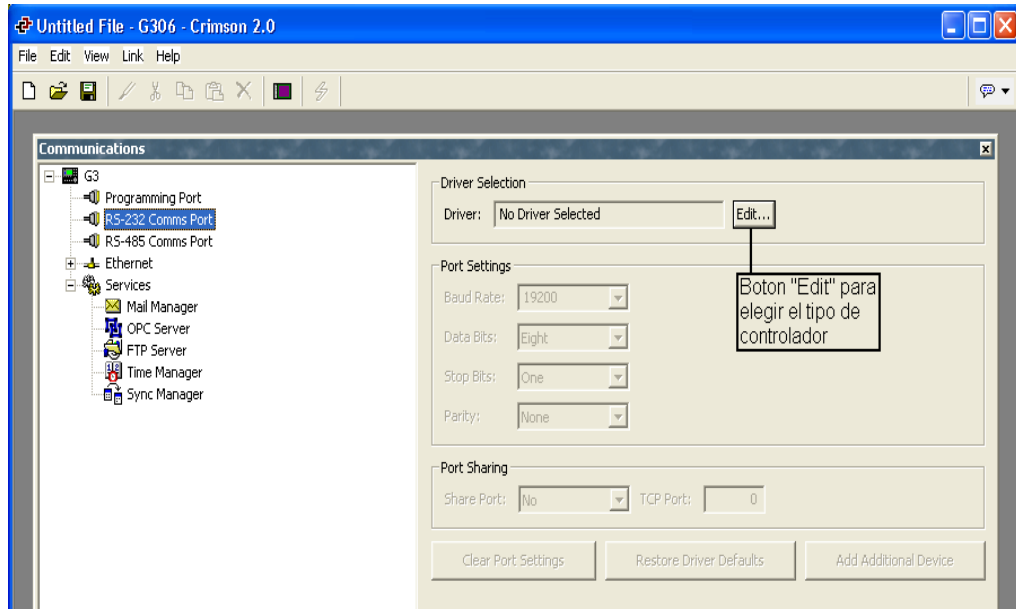 Untitled File - G306 - Crimson 2.0
File Edit View Link Help
Communications
G3
Programming Port
RS-232 Comms Port
RS-485 Comms Port
Ethernet
Services
Mail Manager
OPC Server
FTP Server
Time Manager
Sync Manager
Driver Selection
Driver: No Driver Selected Edit...
Boton "Edit" para
elegir el tipo de
controlador
Port Settings
Baud Rate: 19200
Data Bits: Eight
Stop Bits: One
Parity: None
Port Sharing
Share Port: No TCP Port: 0
Clear Port Settings Restore Driver Defaults Add Additional Device